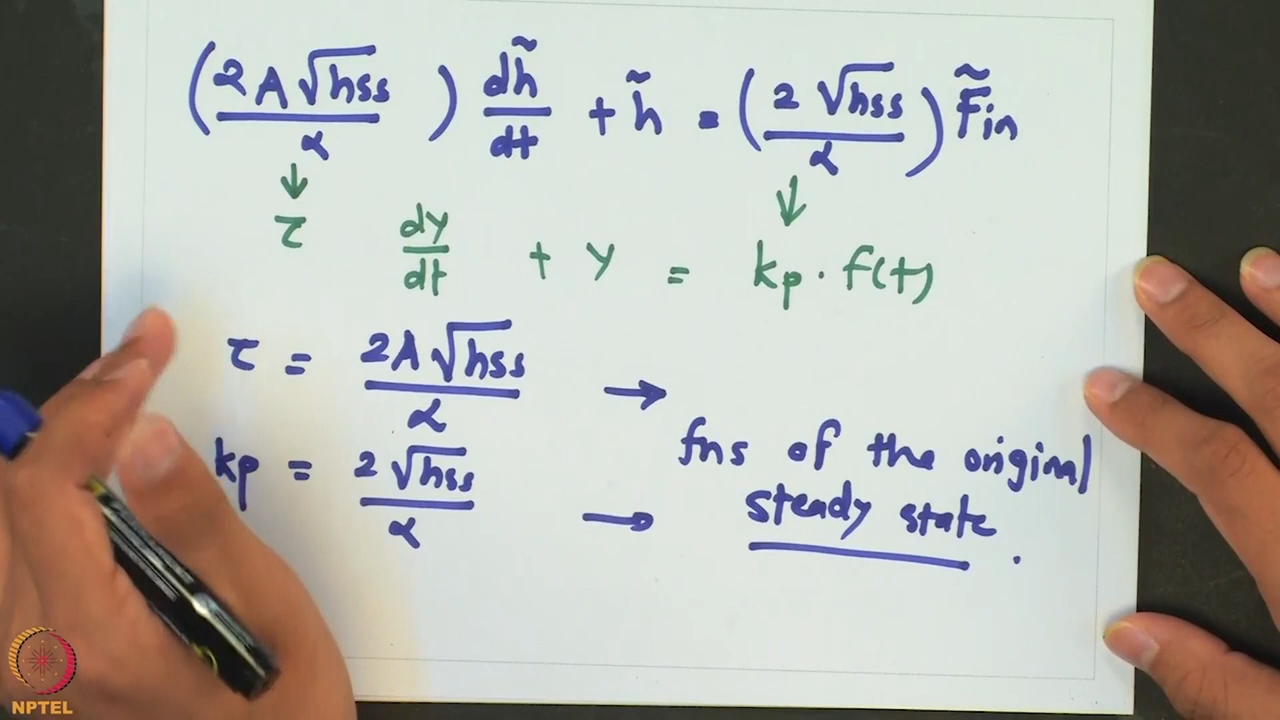 (2A√hss/α) dh̃/dt + h̃ = (2√hss/α) F̃in
↓ ↓
τ dy/dt + y = kp · f(t)
τ = 2A√hss/α →
kp = 2√hss/α → fns of the original
steady state.
NPTEL